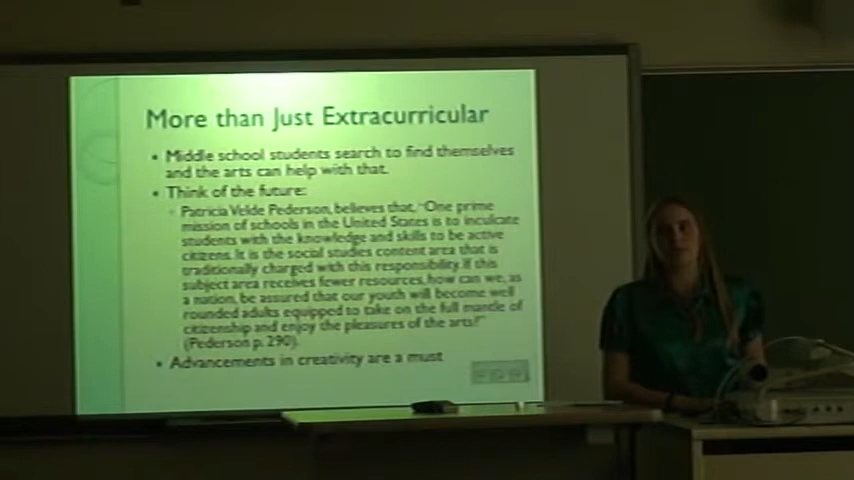 More than Just Extracurricular
• Middle school students search to find themselves
and the arts can help with that.
• Think of the future:
◦ Patricia Velde Pederson, believes that, "One prime
mission of schools in the United States is to inculcate
students with the knowledge and skills to be active
citizens. It is the social studies content area that is
traditionally charged with this responsibility. If this
subject area receives fewer resources, how can we, as
a nation, be assured that our youth will become well
rounded adults equipped to take on the full mantle of
citizenship and enjoy the pleasures of the arts?"
(Pederson p. 290).
• Advancements in creativity are a must